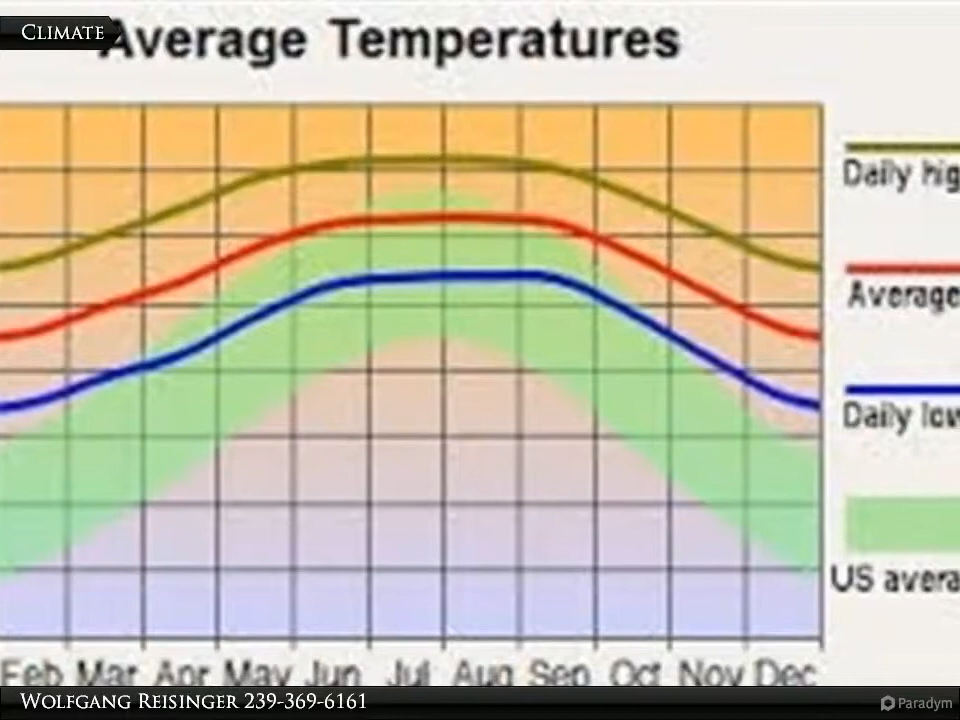 CLIMATE
Average Temperatures
Daily hig
Average
Daily low
US avera
Feb Mar Apr May Jun Jul Aug Sep Oct Nov Dec
WOLFGANG REISINGER 239-369-6161
Paradym